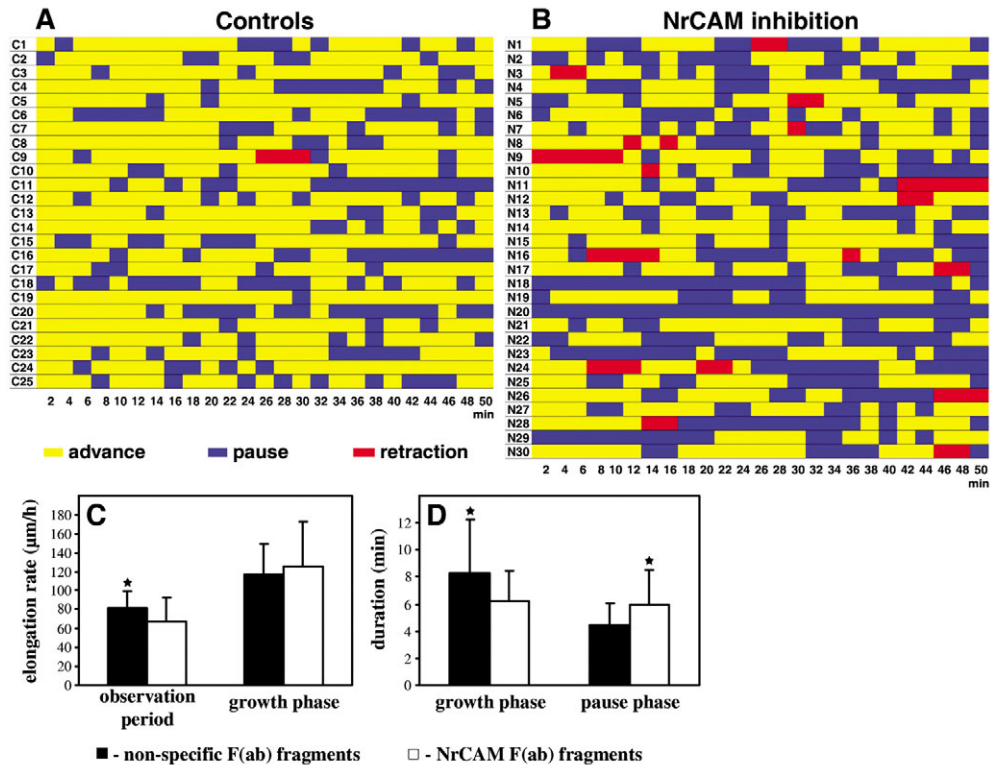 A Controls
C1
C2
C3
C4
C5
C6
C7
C8
C9
C10
C11
C12
C13
C14
C15
C16
C17
C18
C19
C20
C21
C22
C23
C24
C25
2 4 6 8 10 12 14 16 18 20 22 24 26 28 30 32 34 36 38 40 42 44 46 48 50
min
advance pause retraction
B NrCAM inhibition
N1
N2
N3
N4
N5
N6
N7
N8
N9
N10
N11
N12
N13
N14
N15
N16
N17
N18
N19
N20
N21
N22
N23
N24
N25
N26
N27
N28
N29
N30
2 4 6 8 10 12 14 16 18 20 22 24 26 28 30 32 34 36 38 40 42 44 46 48 50
min
C
elongation rate (µm/h)
180
160
140
120
100
80
60
40
20
0
observation
period
growth phase
D
duration (min)
12
10
8
6
4
2
0
growth phase pause phase
- non-specific F(ab) fragments - NrCAM F(ab) fragments